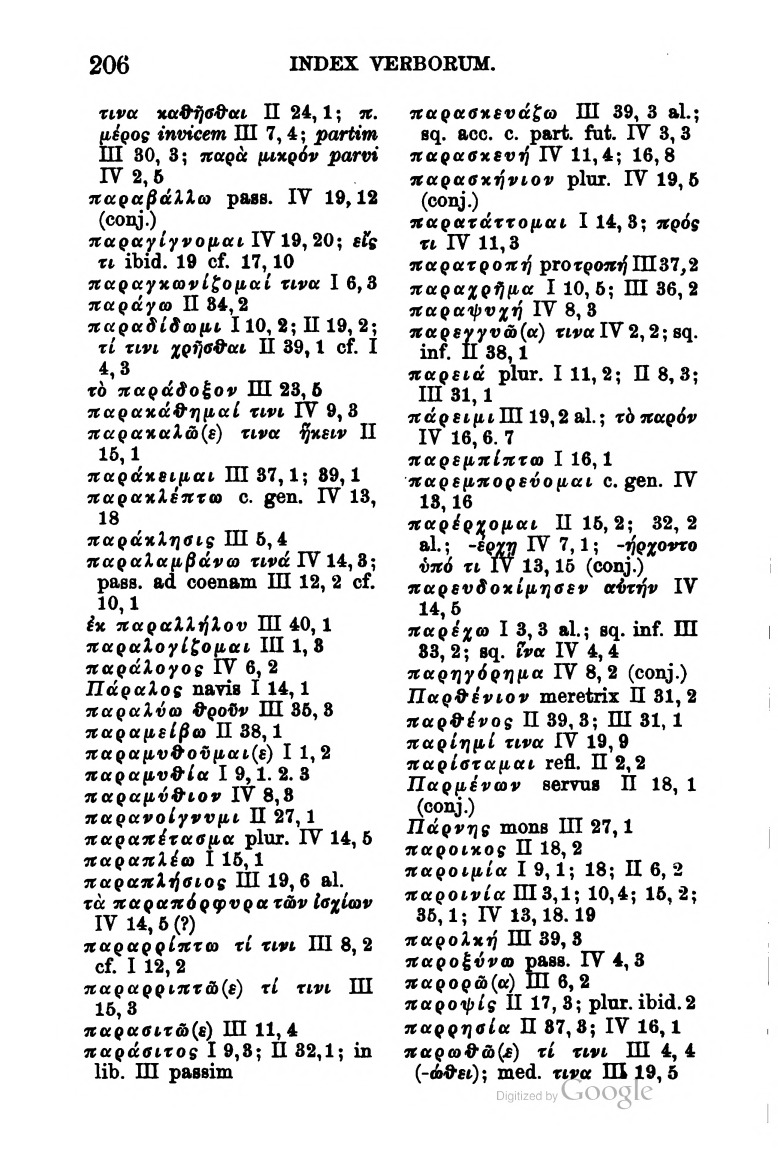 206
INDEX VERBORUM.
τινα καθῆσθαι II 24, 1; π.
μέρος invicem III 7, 4; partim
III 30, 3; παρὰ μικρόν parvi
IV 2, 5
παραβάλλω pass. IV 19, 12
(conj.)
παραγίγνομαι IV 19, 20; εἴς
τι ibid. 19 cf. 17, 10
παραγκωνίζομαί τινα I 6, 3
παράγω II 34, 2
παραδίδωμι I 10, 2; II 19, 2;
τί τινι χρῆσθαι II 39, 1 cf. I
4, 3
τὸ παράδοξον III 23, 5
παρακάθημαί τινι IV 9, 3
παρακαλῶ(ε) τινα ἥκειν II
15, 1
παράκειμαι III 37, 1; 39, 1
παρακλέπτω c. gen. IV 13,
18
παράκλησις III 5, 4
παραλαμβάνω τινά IV 14, 3;
pass. ad coenam III 12, 2 cf.
10, 1
ἐκ παραλλήλου III 40, 1
παραλογίζομαι III 1, 3
παράλογος IV 6, 2
Πάραλος navis I 14, 1
παραλύω θροῦν III 35, 3
παραμείβω II 38, 1
παραμυθοῦμαι(ε) I 1, 2
παραμυθία I 9, 1. 2. 3
παραμύθιον IV 8, 3
παρανοίγνυμι II 27, 1
παραπέτασμα plur. IV 14, 5
παραπλέω I 15, 1
παραπλήσιος III 19, 6 al.
τὰ παραπόρφυρα τῶν ἰσχίων
IV 14, 5 (?)
παραρρίπτω τί τινι III 8, 2
cf. I 12, 2
παραρριπτῶ(ε) τί τινι III
15, 3
παρασιτῶ(ε) III 11, 4
παράσιτος I 9, 3; II 32, 1; in
lib. III passim
παρασκευάζω III 39, 3 al.;
sq. acc. c. part. fut. IV 3, 3
παρασκευή IV 11, 4; 16, 8
παρασκήνιον plur. IV 19, 5
(conj.)
παρατάττομαι I 14, 3; πρός
τι IV 11, 3
παρατροπή pro τροπή III 37, 2
παραχρῆμα I 10, 5; III 36, 2
παραψυχή IV 8, 3
παρεγγυῶ(α) τινα IV 2, 2; sq.
inf. II 38, 1
παρειά plur. I 11, 2; II 8, 3;
III 31, 1
πάρειμι III 19, 2 al.; τὸ παρόν
IV 16, 6. 7
παρεμπίπτω I 16, 1
παρεμπορεύομαι c. gen. IV
13, 16
παρέρχομαι II 15, 2; 32, 2
al.; -έρχῃ IV 7, 1; -ήρχοντο
ὑπό τι IV 13, 15 (conj.)
παρευδοκίμησεν αὐτήν IV
14, 5
παρέχω I 3, 3 al.; sq. inf. III
33, 2; sq. ἵνα IV 4, 4
παρηγόρημα IV 8, 2 (conj.)
Παρθένιον meretrix II 31, 2
παρθένος II 39, 3; III 31, 1
παρίημί τινα IV 19, 9
παρίσταμαι refl. II 2, 2
Παρμένων servus II 18, 1
(conj.)
Πάρνης mons III 27, 1
παροικος II 18, 2
παροιμία I 9, 1; 18; II 6, 2
παροινία III 3, 1; 10, 4; 15, 2;
35, 1; IV 13, 18. 19
παρολκή III 39, 3
παροξύνω pass. IV 4, 3
παρορῶ(α) III 6, 2
παροψίς II 17, 3; plur. ibid. 2
παρρησία II 37, 3; IV 16, 1
παρωθῶ(ε) τί τινι III 4, 4
(-ώθει); med. τινα III 19, 5
Digitized by Google